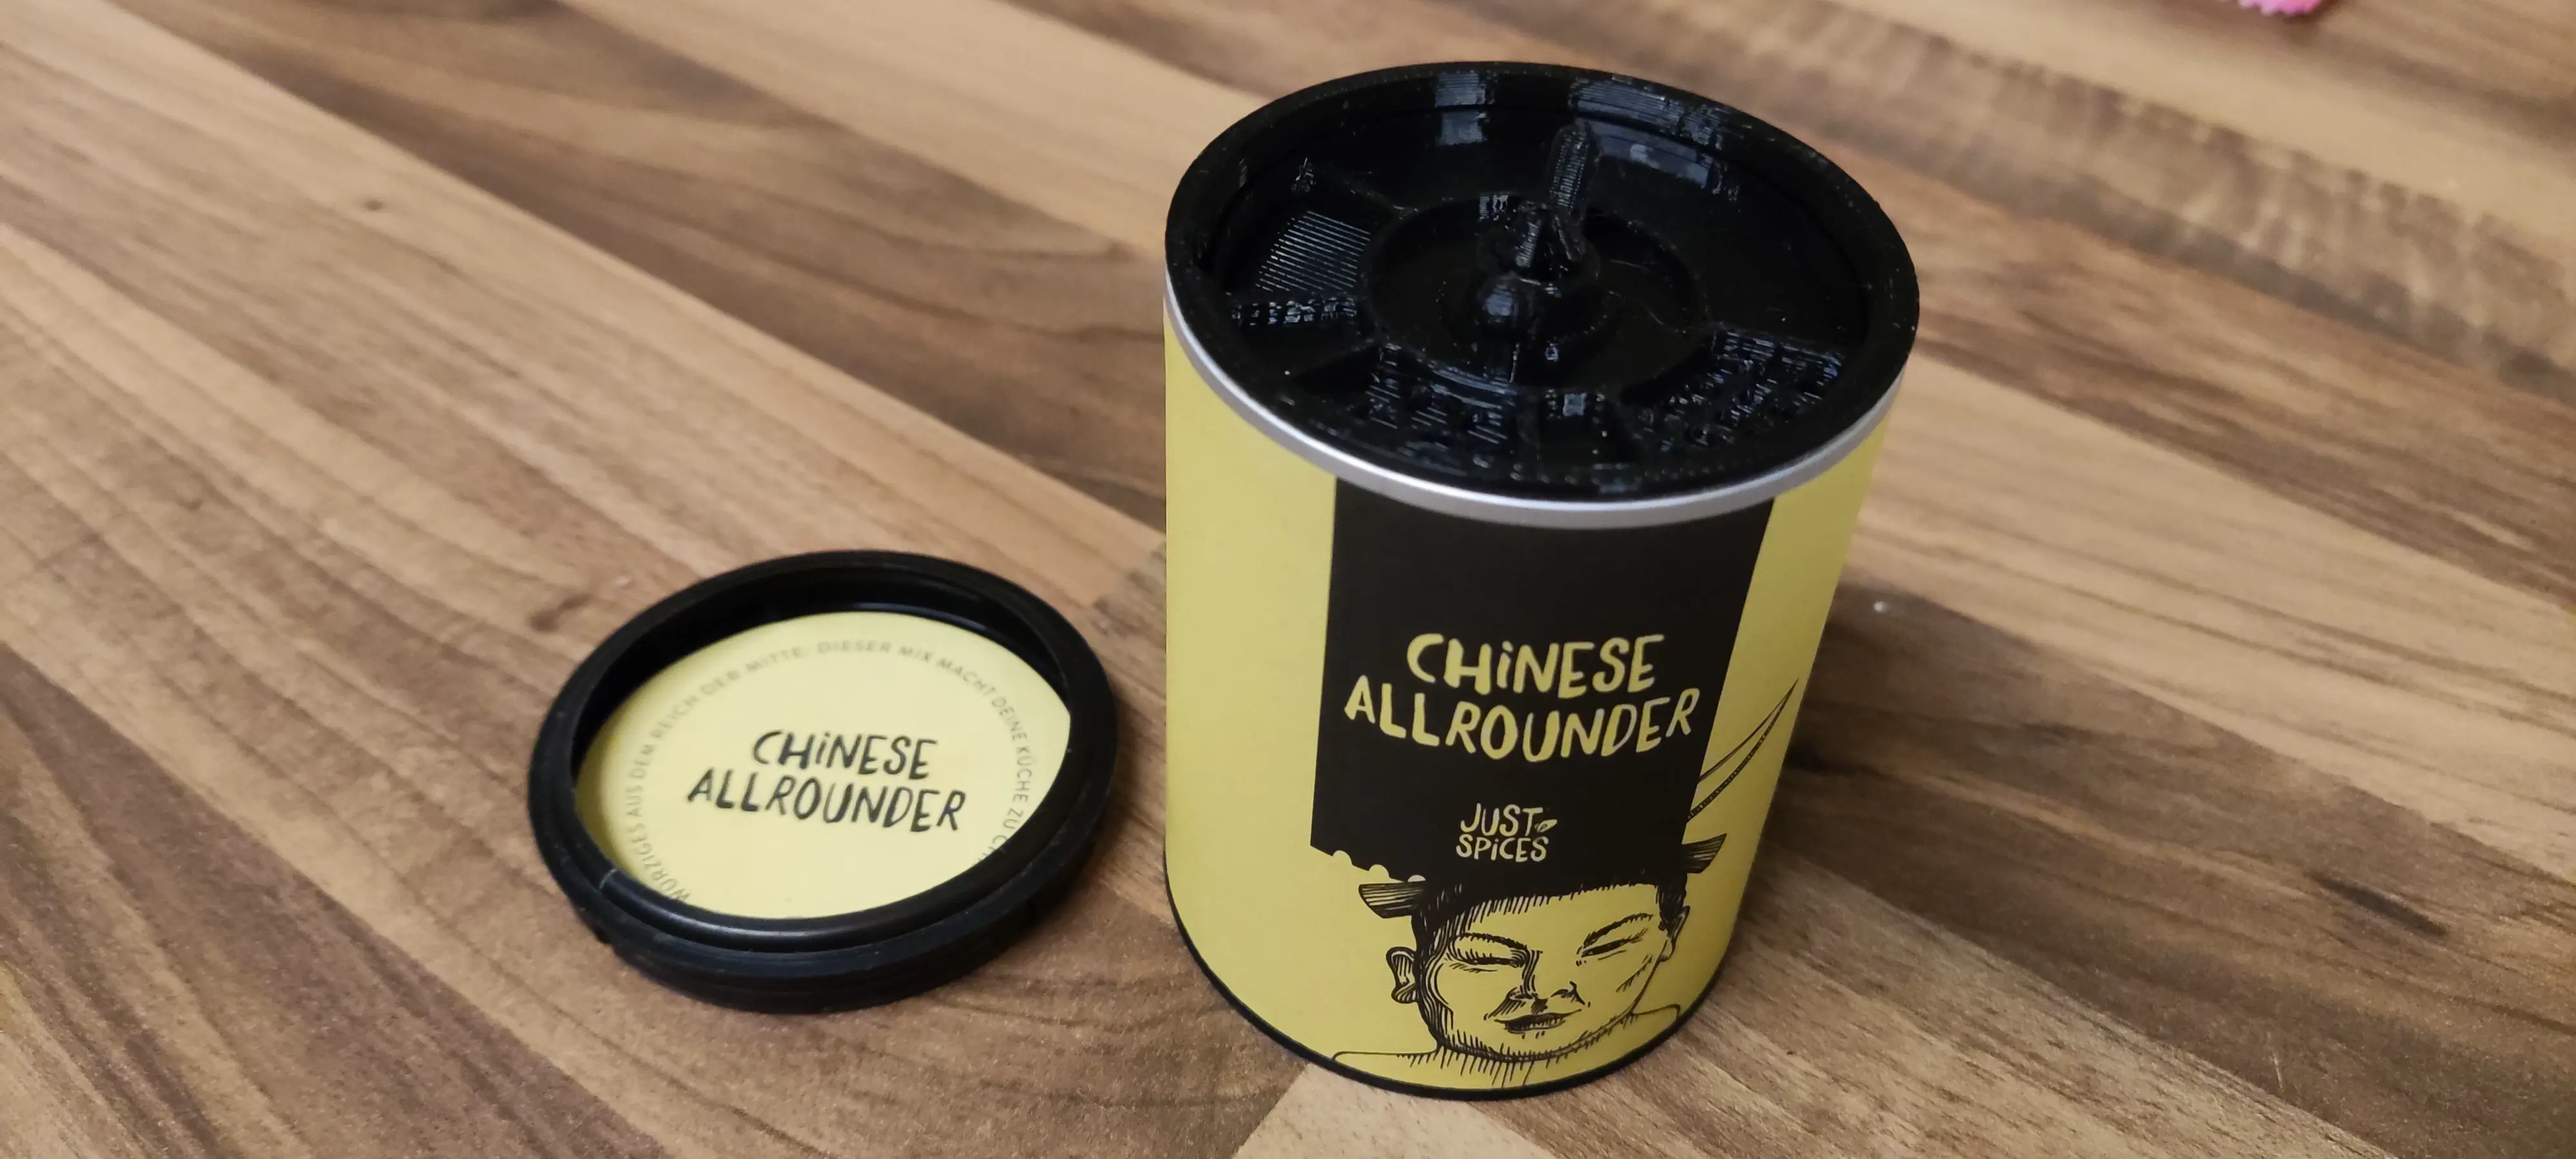 WÜRZIGES AUS DEM REICH DER MITTE: DIESER MIX MACHT DEINE KÜCHE ZU
CHiNESE
ALLROUNDER
CHiNESE
ALLROUNDER
JUST
SPiCES